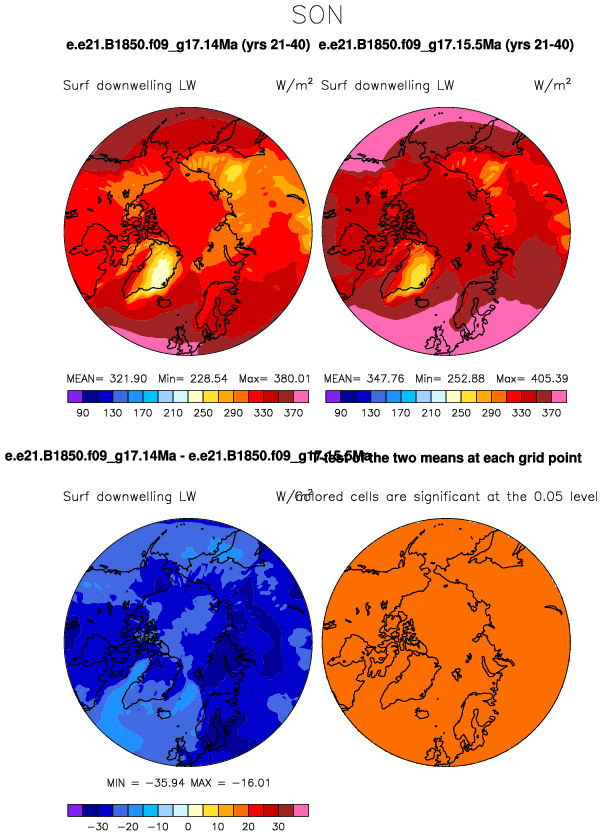 SON
e.e21.B1850.f09_g17.14Ma (yrs 21-40) e.e21.B1850.f09_g17.15.5Ma (yrs 21-40)
Surf downwelling LW W/m² Surf downwelling LW W/m²
MEAN= 321.90 Min= 228.54 Max= 380.01 MEAN= 347.76 Min= 252.88 Max= 405.39
90 130 170 210 250 290 330 370 90 130 170 210 250 290 330 370
e.e21.B1850.f09_g17.14Ma - e.e21.B1850.f09_g17.15.5Ma T-test of the two means at each grid point
Surf downwelling LW W/m² Colored cells are significant at the 0.05 level
MIN = −35.94 MAX = −16.01
−30 −20 −10 0 10 20 30